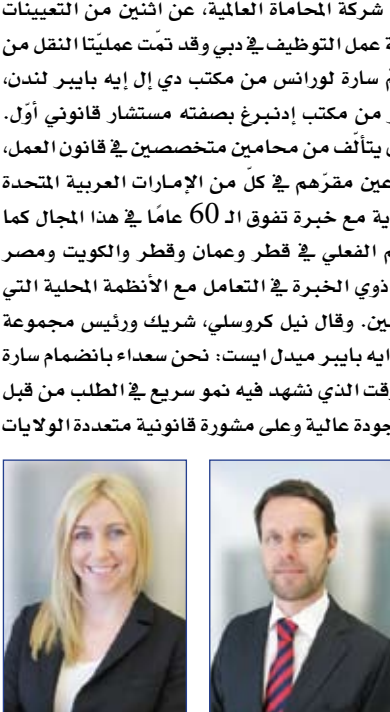 شركة المحاماة العالمية، عن اثنين من التعيينات
ة عمل التوظيف في دبي وقد تمّت عمليّتا النقل من
مّ سارة لورانس من مكتب دي إل إيه بايبر لندن،
ر من مكتب إدنبرغ بصفته مستشار قانوني أوّل.
ل يتألّف من محامين متخصصين في قانون العمل،
عين مقرّهم في كلّ من الإمارات العربية المتحدة
ية مع خبرة تفوق الـ 60 عامًا في هذا المجال كما
م الفعلي في قطر وعمان وقطر والكويت ومصر
ذوي الخبرة في التعامل مع الأنظمة المحلية التي
ين. وقال نيل كروسلي، شريك ورئيس مجموعة
ايه بايبر ميدل ايست: نحن سعداء بانضمام سارة
وقت الذي نشهد فيه نمو سريع في الطلب من قبل
جودة عالية وعلى مشورة قانونية متعددة الولايات